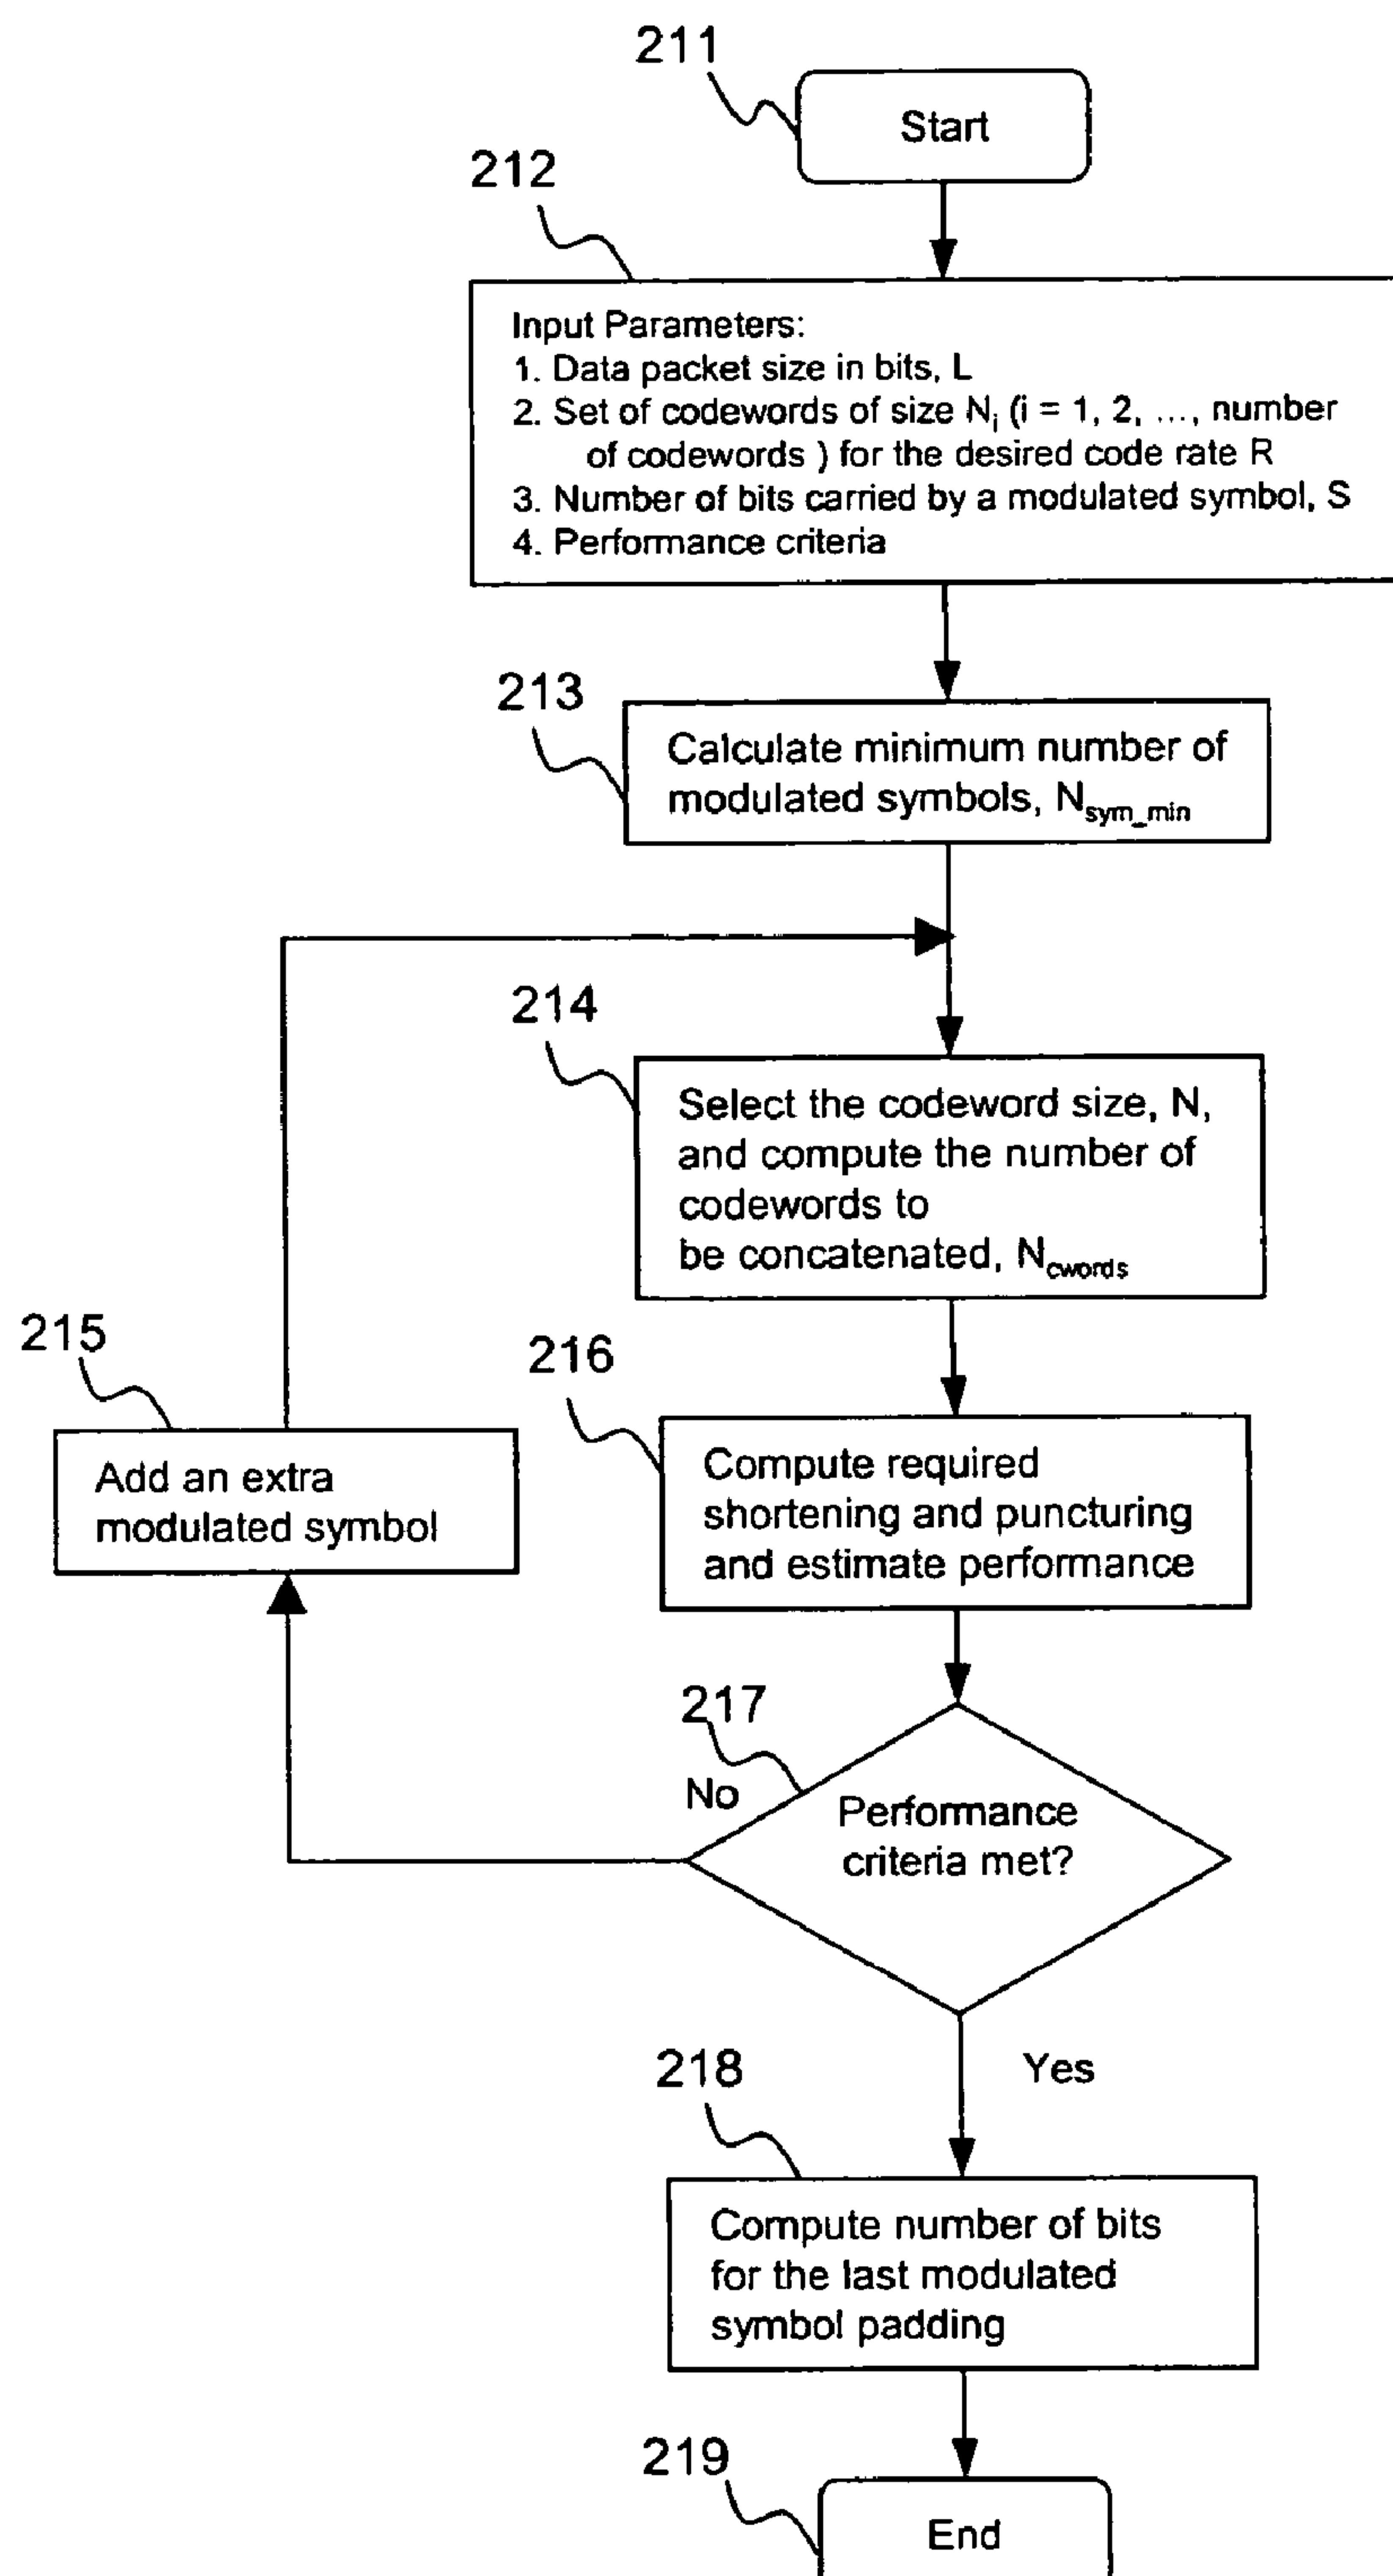 211
Start
212
Input Parameters:
1. Data packet size in bits, L
2. Set of codewords of size Ni (i = 1, 2, ..., number
of codewords ) for the desired code rate R
3. Number of bits carried by a modulated symbol, S
4. Performance criteria
213
Calculate minimum number of
modulated symbols, Nsym_min
214
Select the codeword size, N,
and compute the number of
codewords to
be concatenated, Ncwords
215
Add an extra
modulated symbol
216
Compute required
shortening and puncturing
and estimate performance
217
No
Performance
criteria met?
Yes
218
Compute number of bits
for the last modulated
symbol padding
219
End